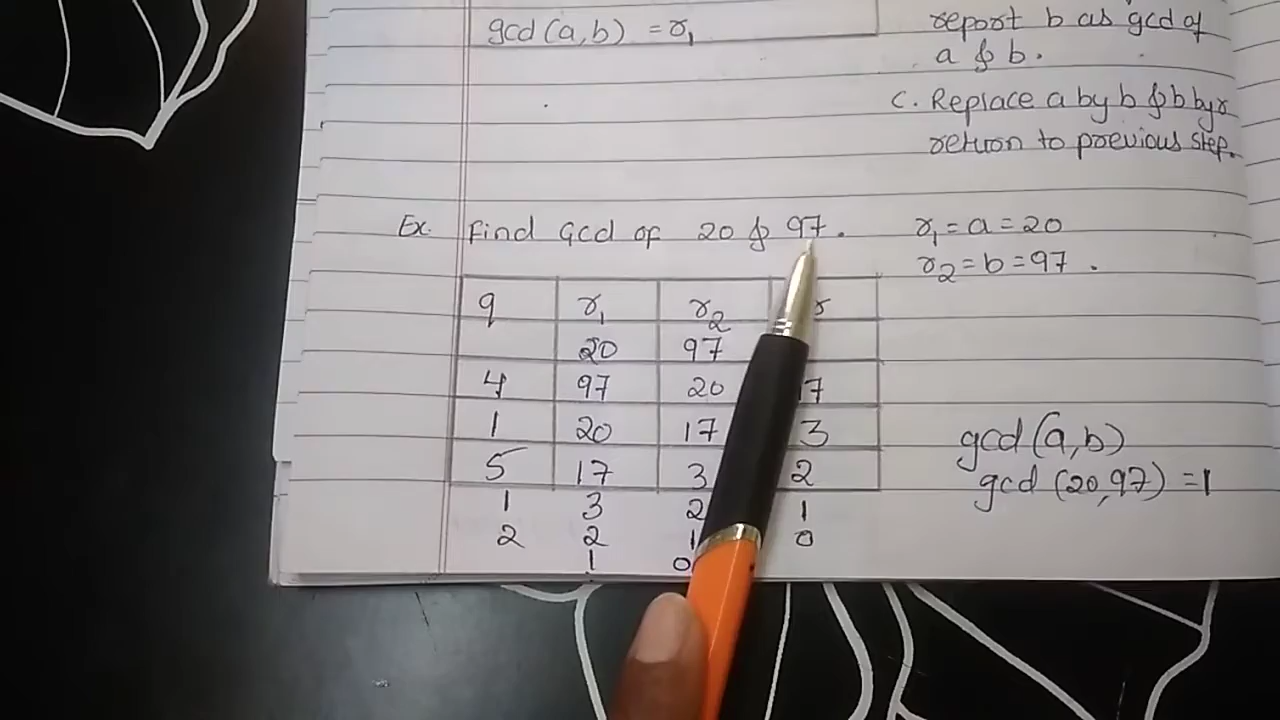 gcd(a,b) = r₁
report b as gcd of
a & b.
c. Replace a by b & b by r
return to previous step.
Ex. Find Gcd of 20 & 97.
r₁ = a = 20
r₂ = b = 97 .
q r₁ r₂ r
20 97
4 97 20 17
1 20 17 3
5 17 3 2
1 3 2 1
2 2 1 0
1 0
gcd(a,b)
gcd (20,97) = 1